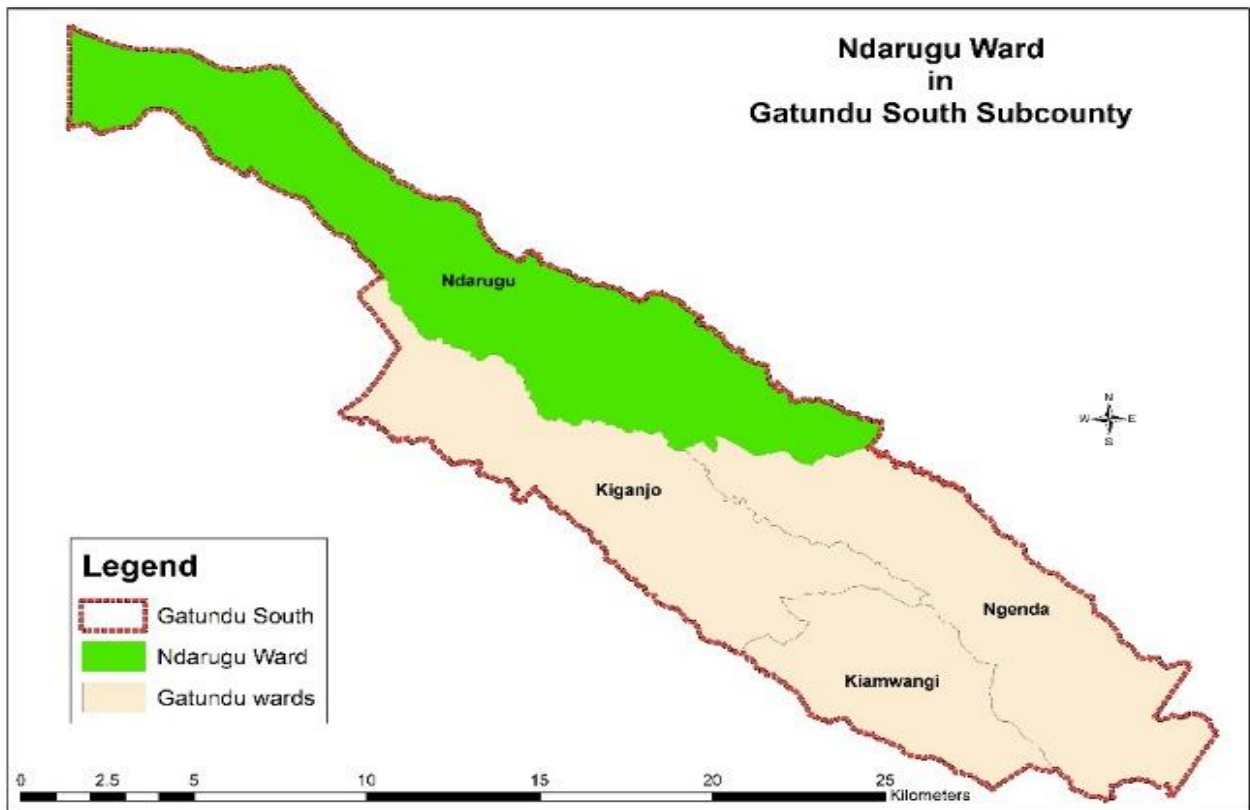 Ndarugu Ward
in
Gatundu South Subcounty
Ndarugu
N
W E
S
Kiganjo
Ngenda
Kiamwangi
Legend
Gatundu South
Ndarugu Ward
Gatundu wards
0 2.5 5 10 15 20 25
Kilometers